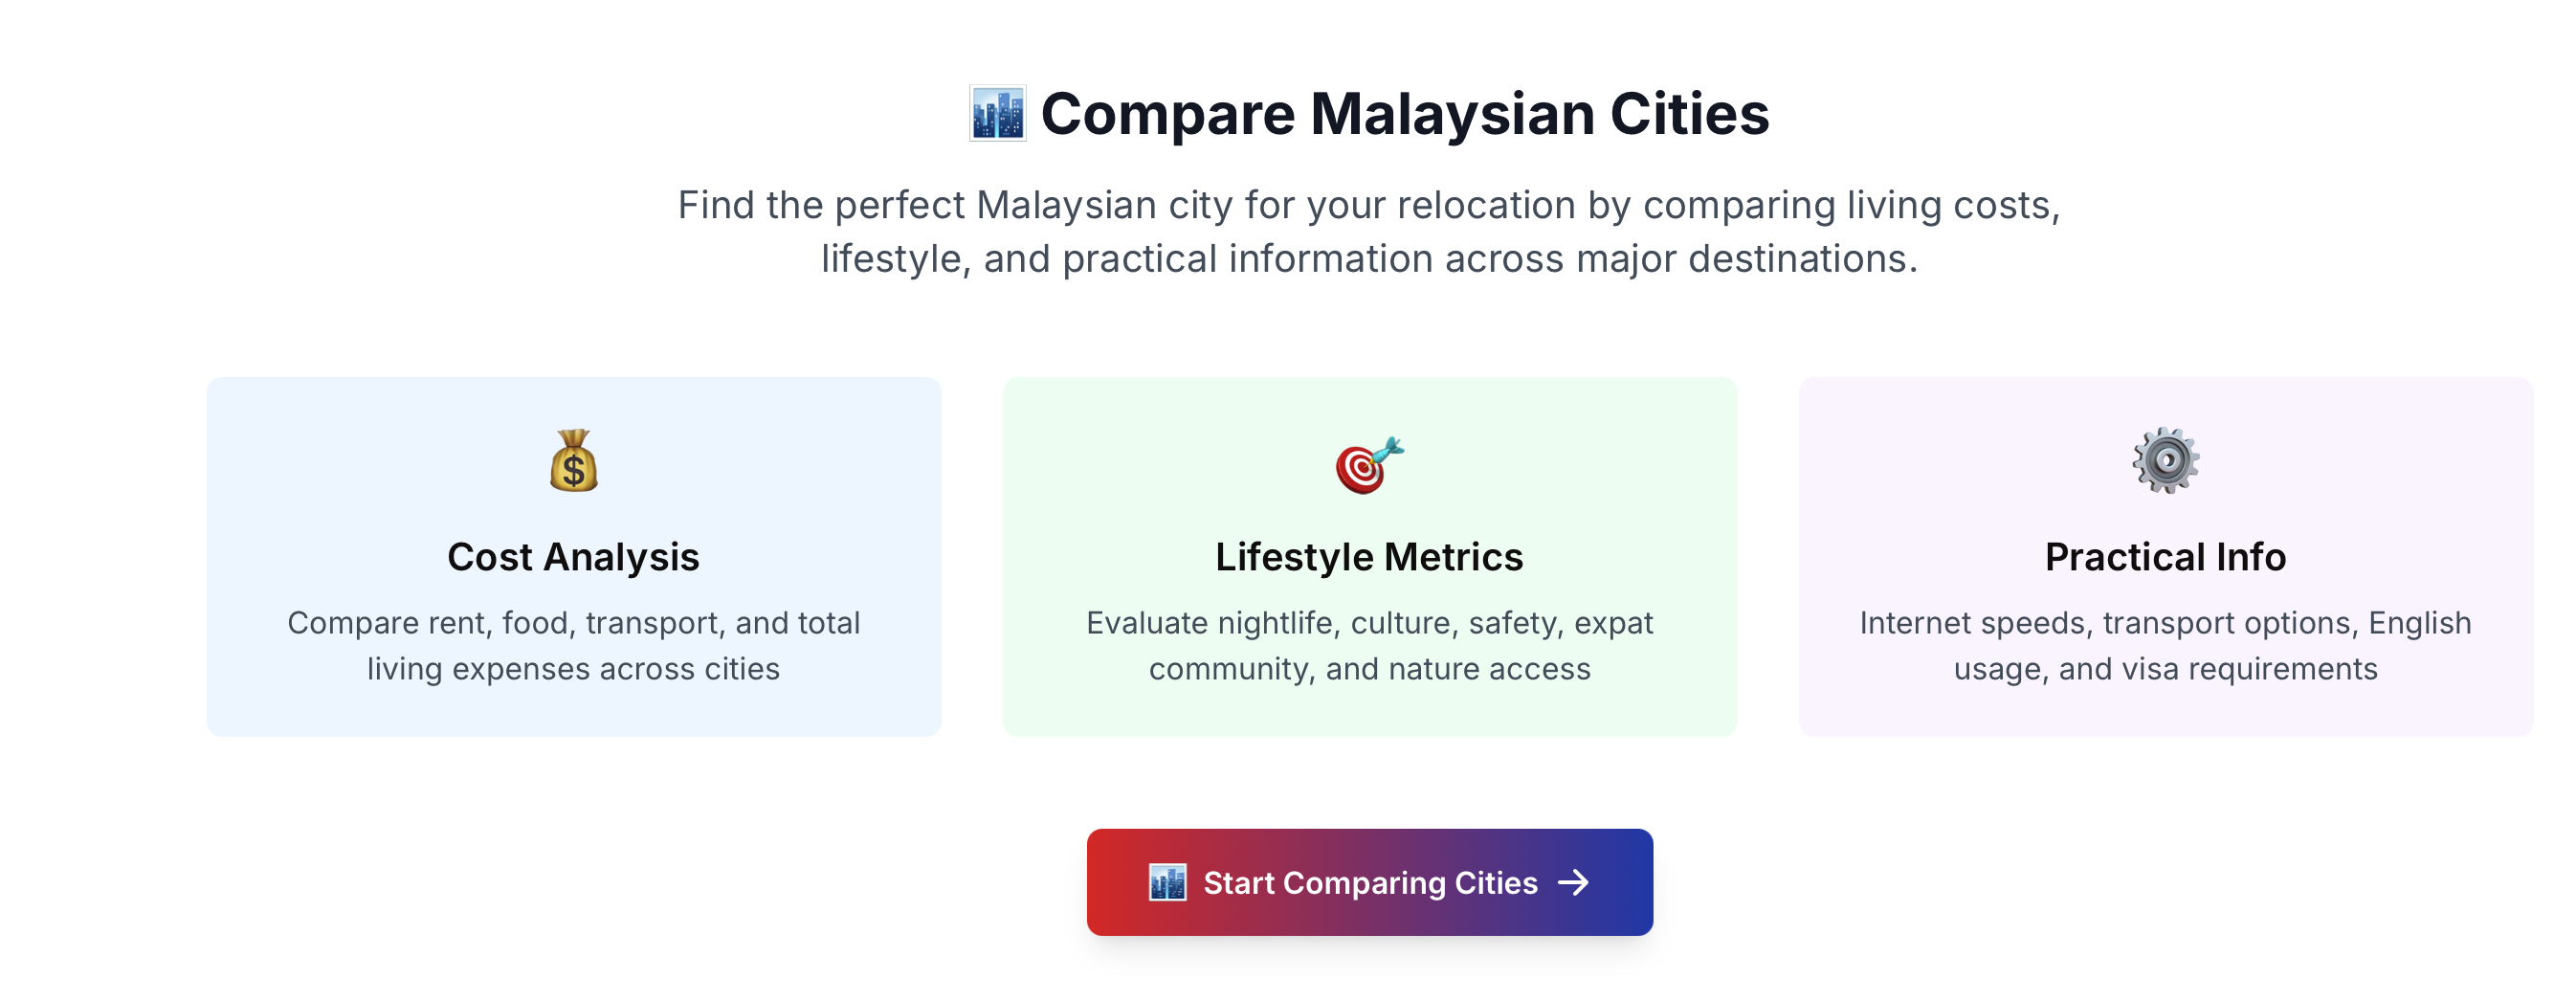 Compare Malaysian Cities
Find the perfect Malaysian city for your relocation by comparing living costs,
lifestyle, and practical information across major destinations.
$
Cost Analysis
Compare rent, food, transport, and total
living expenses across cities
Lifestyle Metrics
Evaluate nightlife, culture, safety, expat
community, and nature access
Practical Info
Internet speeds, transport options, English
usage, and visa requirements
Start Comparing Cities →